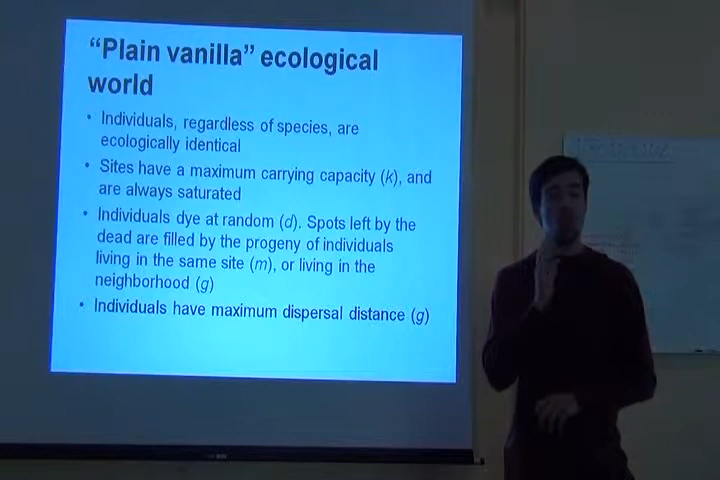 “Plain vanilla” ecological
world
• Individuals, regardless of species, are
ecologically identical
• Sites have a maximum carrying capacity (k), and
are always saturated
• Individuals dye at random (d). Spots left by the
dead are filled by the progeny of individuals
living in the same site (m), or living in the
neighborhood (g)
• Individuals have maximum dispersal distance (g)